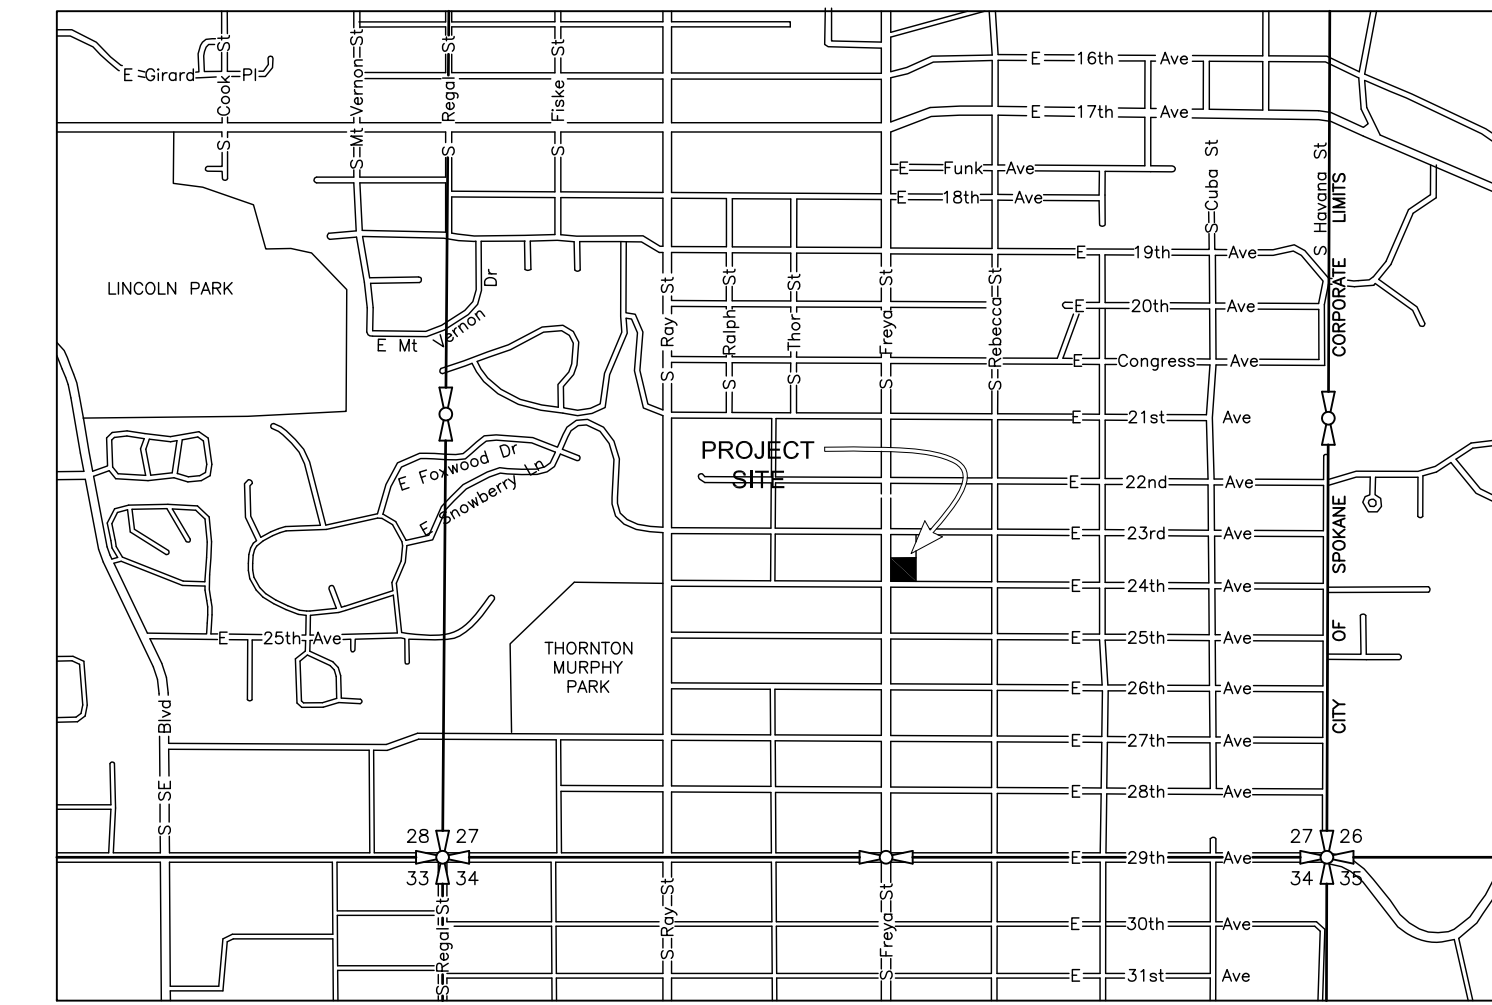 E Girard Pl
S Cook St
S Mt Vernon St
S Regal St
S Fiske St
E 16th Ave
E 17th Ave
E Funk Ave
E 18th Ave
S Cuba St
S Havana St
E 19th Ave
E 20th Ave
E Congress Ave
E 21st Ave
LINCOLN PARK
E Mt Vernon Dr
S Ray St
S Ralph St
S Thor St
S Freya St
S Rebecca St
PROJECT
SITE
E Foxwood Dr
E Snowberry Ln
E 22nd Ave
E 23rd Ave
E 24th Ave
E 25th Ave
E 25th Ave
THORNTON
MURPHY
PARK
E 26th Ave
E 27th Ave
E 28th Ave
S SE Blvd
CITY OF SPOKANE CORPORATE LIMITS
28 27
33 34
27 26
34 35
E 29th Ave
S Regal St
S Ray St
S Freya St
E 30th Ave
E 31st Ave